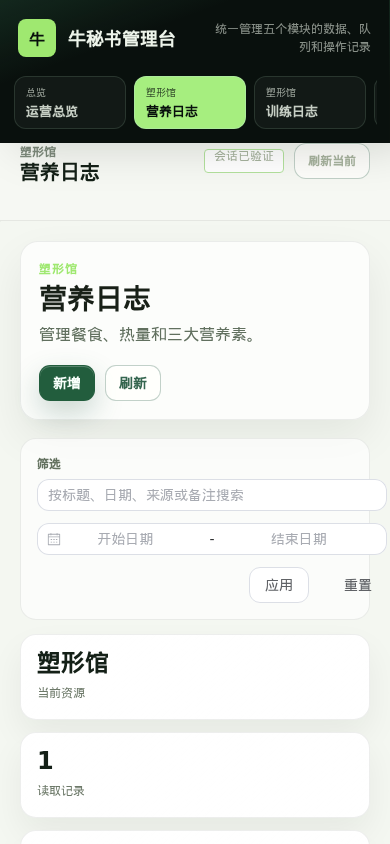 牛
牛秘书管理台
统一管理五个模块的数据、队
列和操作记录
总览
运营总览
塑形馆
营养日志
塑形馆
训练日志
塑形馆
营养日志
会话已验证
刷新当前
塑形馆
营养日志
管理餐食、热量和三大营养素。
新增
刷新
筛选
按标题、日期、来源或备注搜索
开始日期
-
结束日期
应用
重置
塑形馆
当前资源
1
读取记录